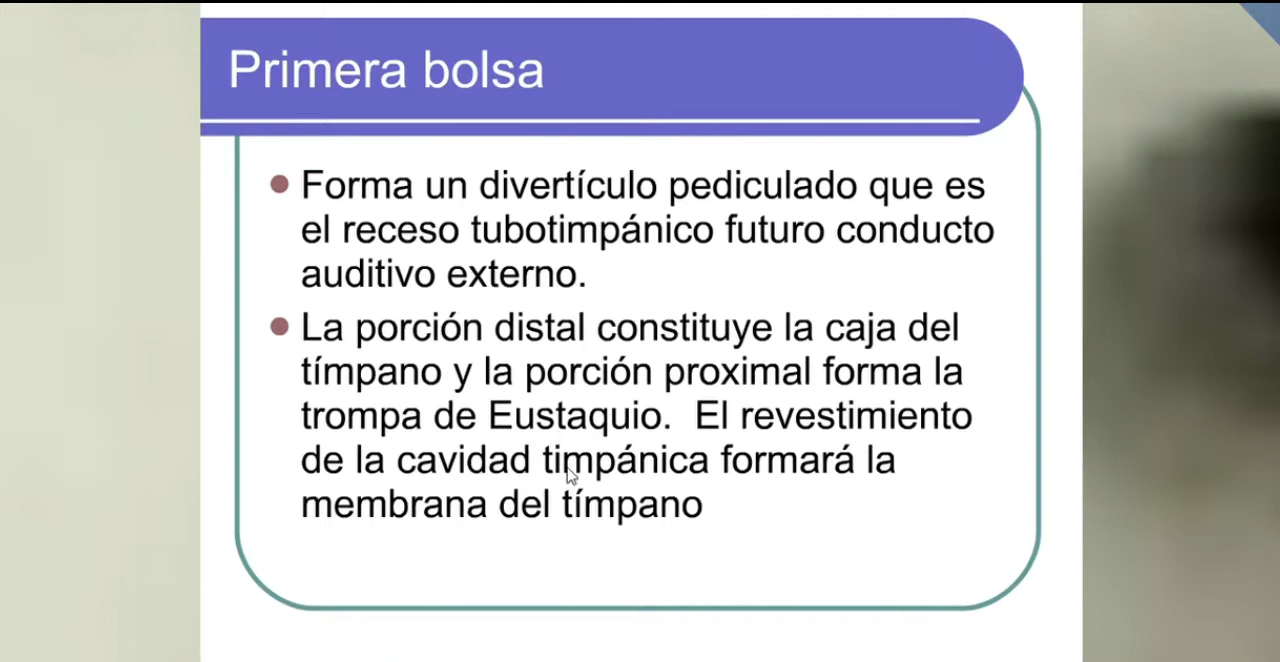 Primera bolsa
Forma un divertículo pediculado que es
el receso tubotimpánico futuro conducto
auditivo externo.
La porción distal constituye la caja del
tímpano y la porción proximal forma la
trompa de Eustaquio.  El revestimiento
de la cavidad timpánica formará la
membrana del tímpano